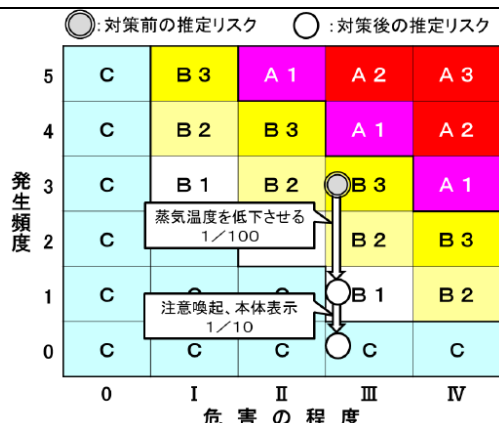 ◎:対策前の推定リスク ○:対策後の推定リスク
5 C B3 A1 A2 A3
4 C B2 B3 A1 A2
3 C B1 B2 B3 A1
蒸気温度を低下させる
1/100
2 C B2 B3
1 C C C B1 B2
注意喚起、本体表示
1/10
0 C C C C C
発生頻度
0 Ⅰ Ⅱ Ⅲ Ⅳ
危害の程度